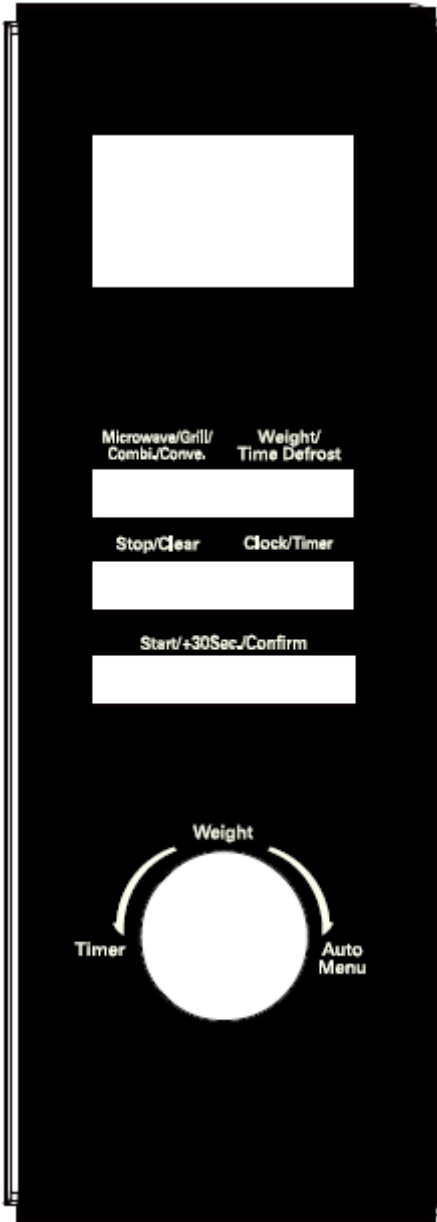 Microwave/Grill/
Combi./Conve.
Weight/
Time Defrost
Stop/Clear
Clock/Timer
Start/+30Sec./Confirm
Weight
Timer
Auto
Menu